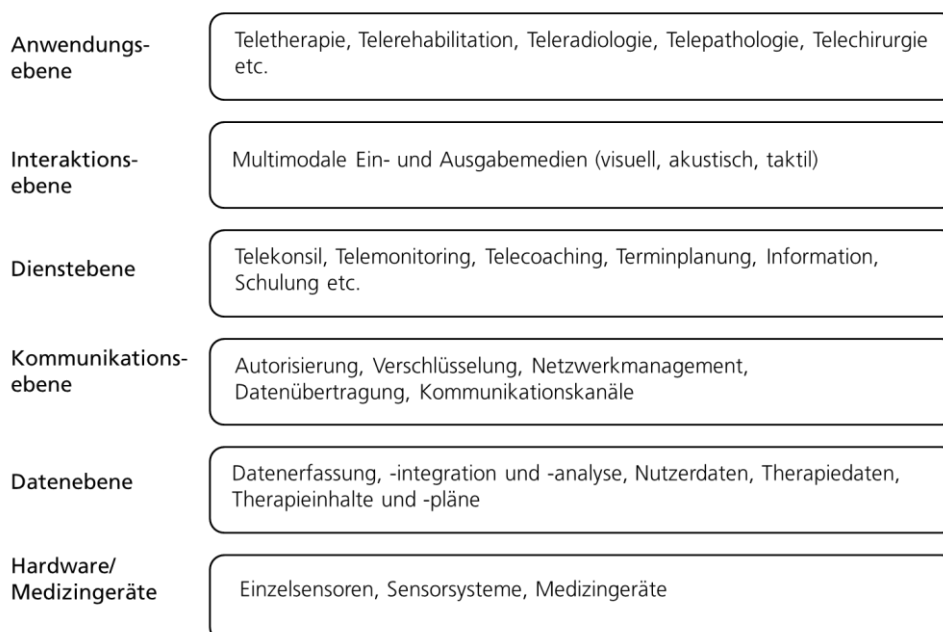 Anwendungs-
ebene
Teletherapie, Telerehabilitation, Teleradiologie, Telepathologie, Telechirurgie
etc.
Interaktions-
ebene
Multimodale Ein- und Ausgabemedien (visuell, akustisch, taktil)
Dienstebene
Telekonsil, Telemonitoring, Telecoaching, Terminplanung, Information,
Schulung etc.
Kommunikations-
ebene
Autorisierung, Verschlüsselung, Netzwerkmanagement,
Datenübertragung, Kommunikationskanäle
Datenebene
Datenerfassung, -integration und -analyse, Nutzerdaten, Therapiedaten,
Therapieinhalte und -pläne
Hardware/
Medizingeräte
Einzelsensoren, Sensorsysteme, Medizingeräte